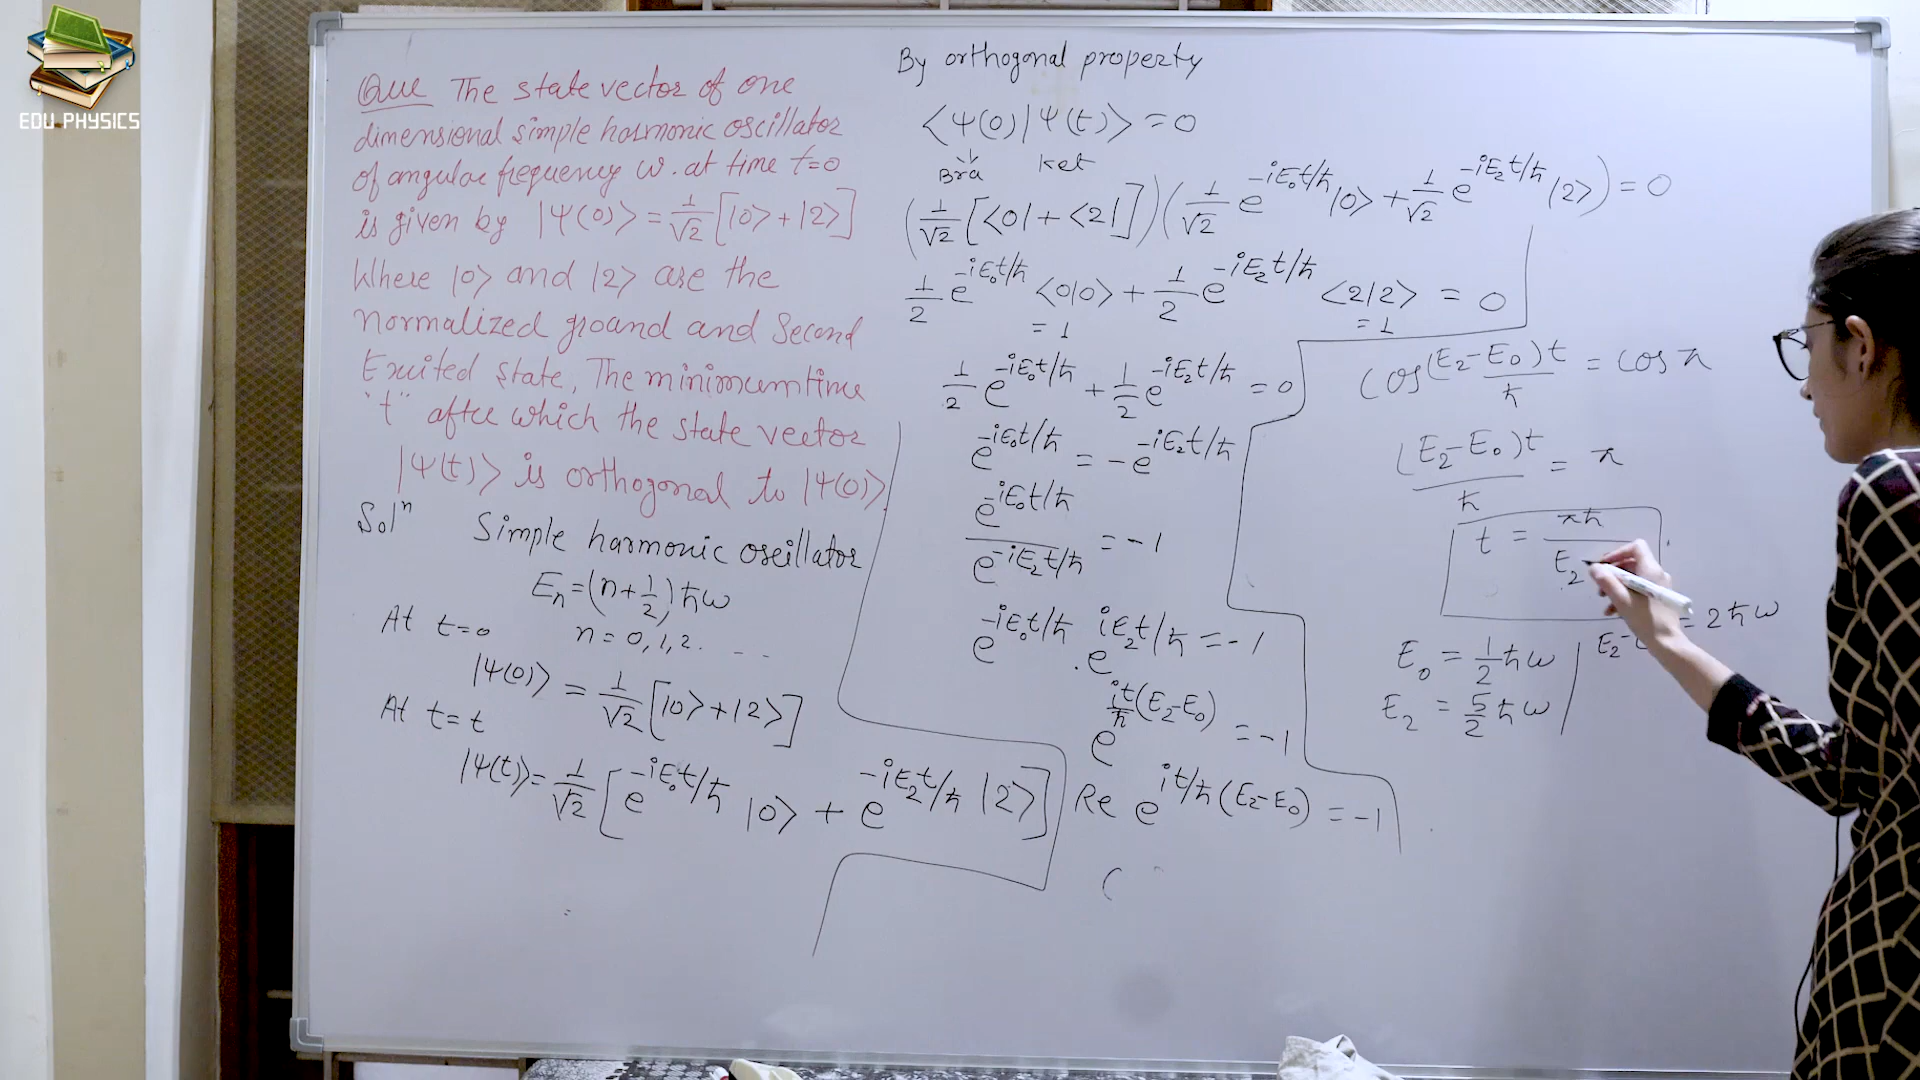 EDU PHYSICS
Que The state vector of one
dimensional simple harmonic oscillator
of angular frequency ω. at time t=0
is given by |Ψ(0)⟩ = 1/√2 [|0⟩ + |2⟩]
Where |0⟩ and |2⟩ are the
normalized ground and Second
Excited state, The minimum time
"t" after which the state vector
|Ψ(t)⟩ is orthogonal to |Ψ(0)⟩
Solⁿ Simple harmonic oscillator
Eₙ = (n + 1/2) ħω
At t=0 n = 0,1,2. ...
|Ψ(0)⟩ = 1/√2 [|0⟩ + |2⟩]
At t=t
|Ψ(t)⟩ = 1/√2 [e^(-iE₀t/ħ) |0⟩ + e^(-iE₂t/ħ) |2⟩]
By orthogonal property
⟨Ψ(0)|Ψ(t)⟩ = 0
Bra ket
(1/√2 [⟨0| + ⟨2|]) (1/√2 e^(-iE₀t/ħ) |0⟩ + 1/√2 e^(-iE₂t/ħ) |2⟩) = 0
1/2 e^(-iE₀t/ħ) ⟨0|0⟩ + 1/2 e^(-iE₂t/ħ) ⟨2|2⟩ = 0
= 1 = 1
1/2 e^(-iE₀t/ħ) + 1/2 e^(-iE₂t/ħ) = 0
e^(-iE₀t/ħ) = -e^(-iE₂t/ħ)
e^(-iE₀t/ħ) / e^(-iE₂t/ħ) = -1
e^(-iE₀t/ħ) . e^(iE₂t/ħ) = -1
e^(it/ħ (E₂-E₀)) = -1
Re e^(it/ħ (E₂-E₀)) = -1
(
cos (E₂-E₀)t/ħ = cos π
(E₂-E₀)t/ħ = π
t = πħ/E₂
E₀ = 1/2 ħω
E₂ = 5/2 ħω
E₂- = 2ħω